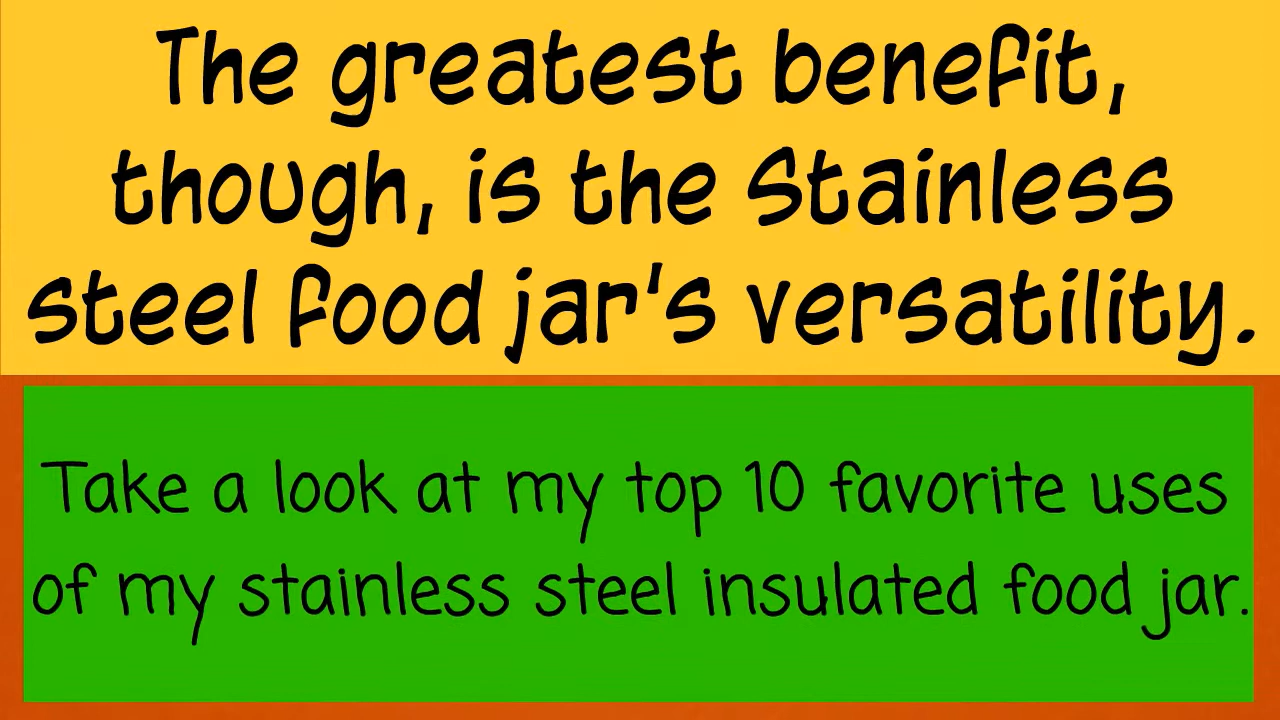 The greatest benefit,
though, is the Stainless
steel food jar's versatility.
Take a look at my top 10 favorite uses
of my stainless steel insulated food jar.